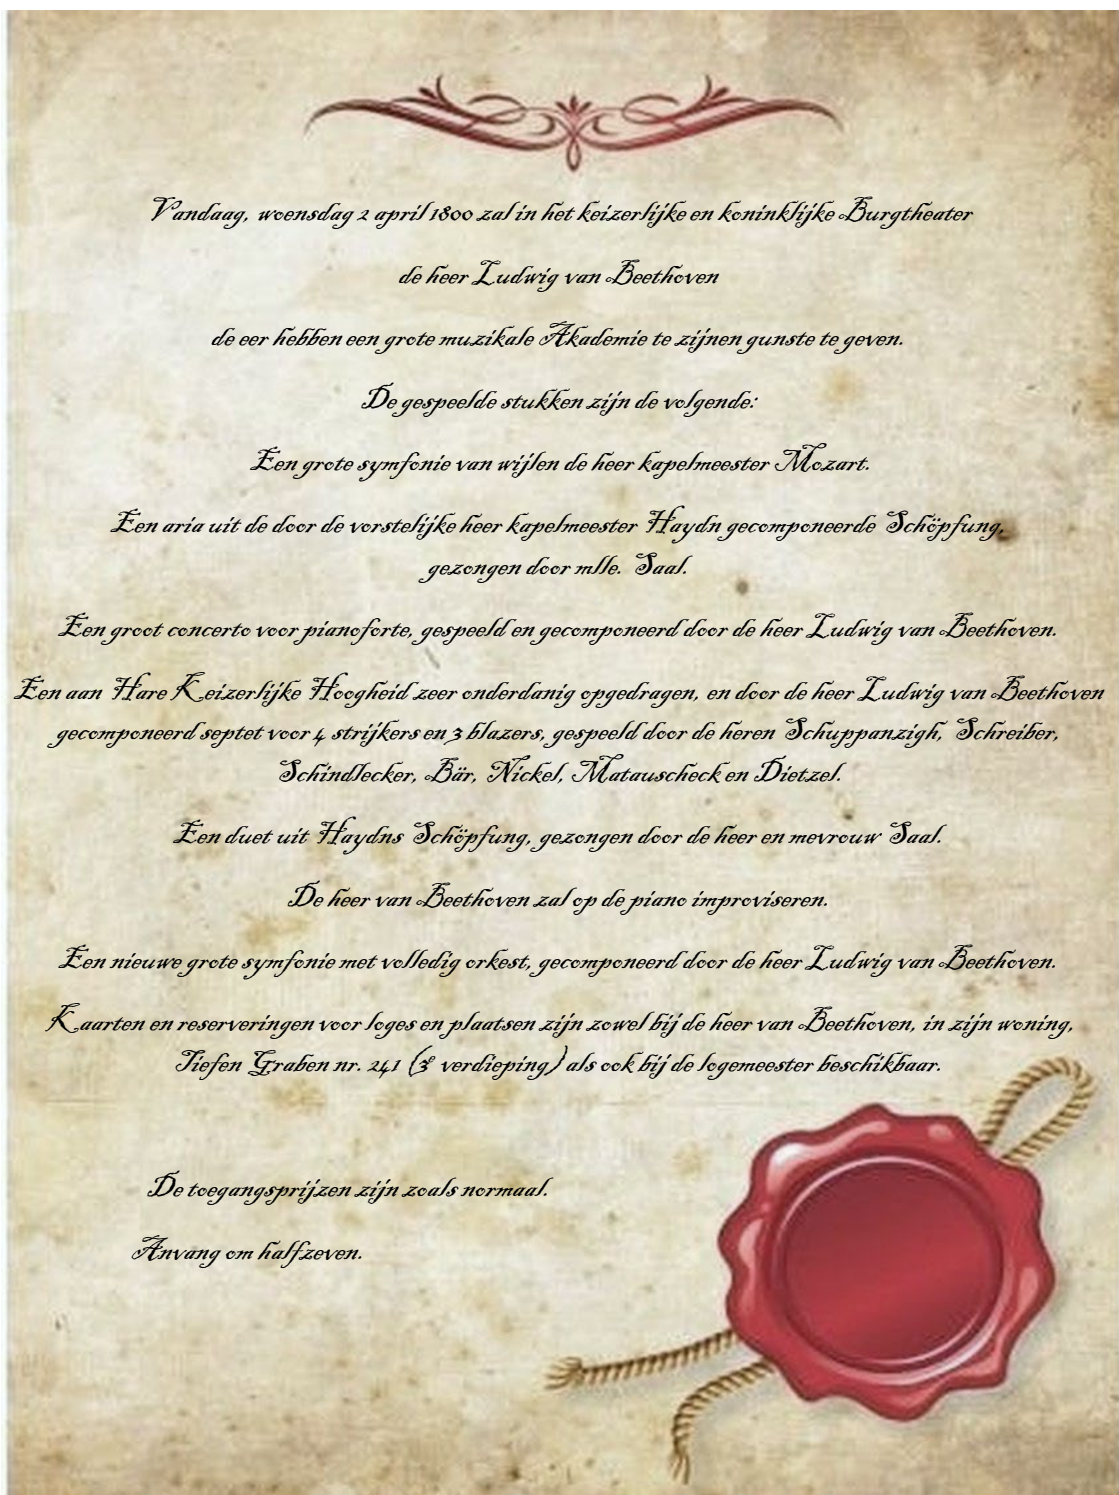 Vandaag, woensdag 2 april 1800 zal in het keizerlijke en koninklijke Burgtheater
de heer Ludwig van Beethoven
de eer hebben een grote muzikale Akademie te zijnen gunste te geven.
De gespeelde stukken zijn de volgende:
Een grote symfonie van wijlen de heer kapelmeester Mozart.
Een aria uit de door de vorstelijke heer kapelmeester Haydn gecomponeerde Schöpfung,
gezongen door mlle. Saal.
Een groot concerto voor pianoforte, gespeeld en gecomponeerd door de heer Ludwig van Beethoven.
Een aan Hare Keizerlijke Hoogheid zeer onderdanig opgedragen, en door de heer Ludwig van Beethoven
gecomponeerd septet voor 4 strijkers en 3 blazers, gespeeld door de heren Schuppanzigh, Schreiber,
Schindlecker, Bär, Nickel, Matauscheck en Dietzel.
Een duet uit Haydns Schöpfung, gezongen door de heer en mevrouw Saal.
De heer van Beethoven zal op de piano improviseren.
Een nieuwe grote symfonie met volledig orkest, gecomponeerd door de heer Ludwig van Beethoven.
Kaarten en reserveringen voor loges en plaatsen zijn zowel bij de heer van Beethoven, in zijn woning,
Tiefen Graben nr. 241 (3e verdieping) als ook bij de logemeester beschikbaar.
De toegangsprijzen zijn zoals normaal.
Anvang om halfzeven.